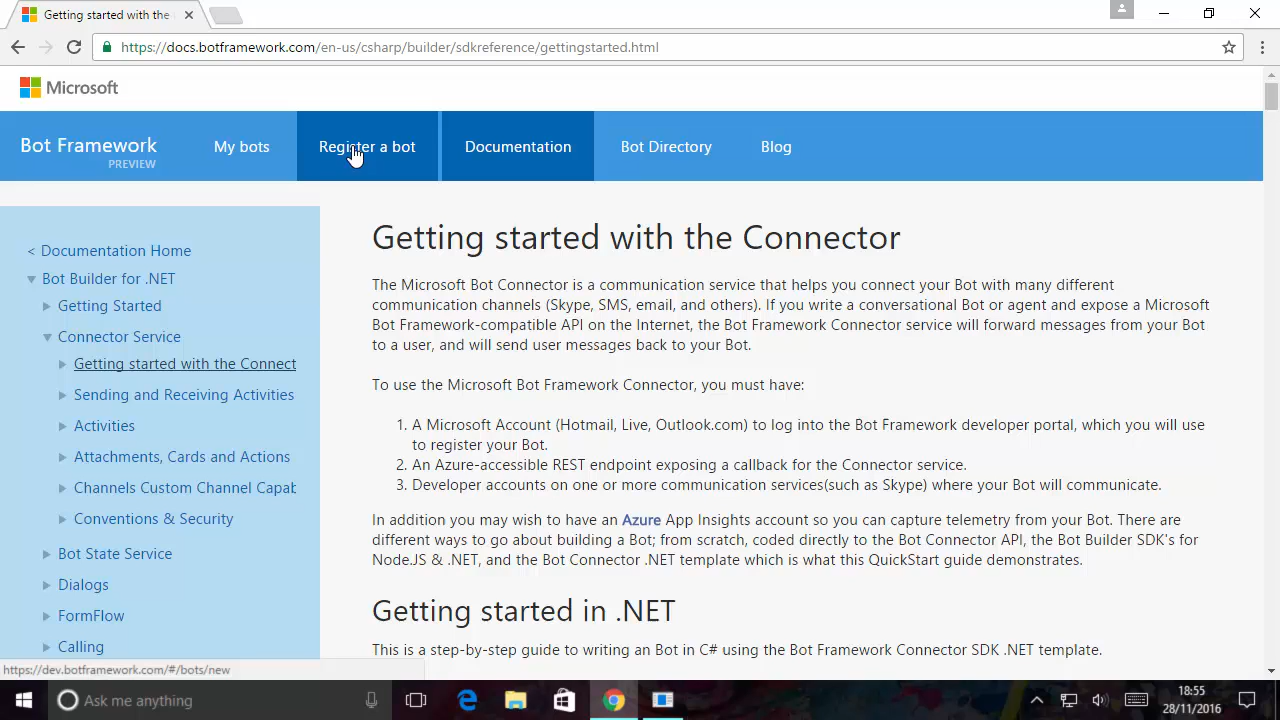 Getting started with the
https://docs.botframework.com/en-us/csharp/builder/sdkreference/gettingstarted.html
Microsoft
Bot Framework
PREVIEW
My bots
Register a bot
Documentation
Bot Directory
Blog
< Documentation Home
Bot Builder for .NET
Getting Started
Connector Service
Getting started with the Connect
Sending and Receiving Activities
Activities
Attachments, Cards and Actions
Channels Custom Channel Capab
Conventions & Security
Bot State Service
Dialogs
FormFlow
Calling
Getting started with the Connector
The Microsoft Bot Connector is a communication service that helps you connect your Bot with many different
communication channels (Skype, SMS, email, and others). If you write a conversational Bot or agent and expose a Microsoft
Bot Framework-compatible API on the Internet, the Bot Framework Connector service will forward messages from your Bot
to a user, and will send user messages back to your Bot.
To use the Microsoft Bot Framework Connector, you must have:
1. A Microsoft Account (Hotmail, Live, Outlook.com) to log into the Bot Framework developer portal, which you will use
to register your Bot.
2. An Azure-accessible REST endpoint exposing a callback for the Connector service.
3. Developer accounts on one or more communication services(such as Skype) where your Bot will communicate.
In addition you may wish to have an Azure App Insights account so you can capture telemetry from your Bot. There are
different ways to go about building a Bot; from scratch, coded directly to the Bot Connector API, the Bot Builder SDK's for
Node.JS & .NET, and the Bot Connector .NET template which is what this QuickStart guide demonstrates.
Getting started in .NET
This is a step-by-step guide to writing an Bot in C# using the Bot Framework Connector SDK .NET template.
https://dev.botframework.com/#/bots/new
Ask me anything
18:55
28/11/2016